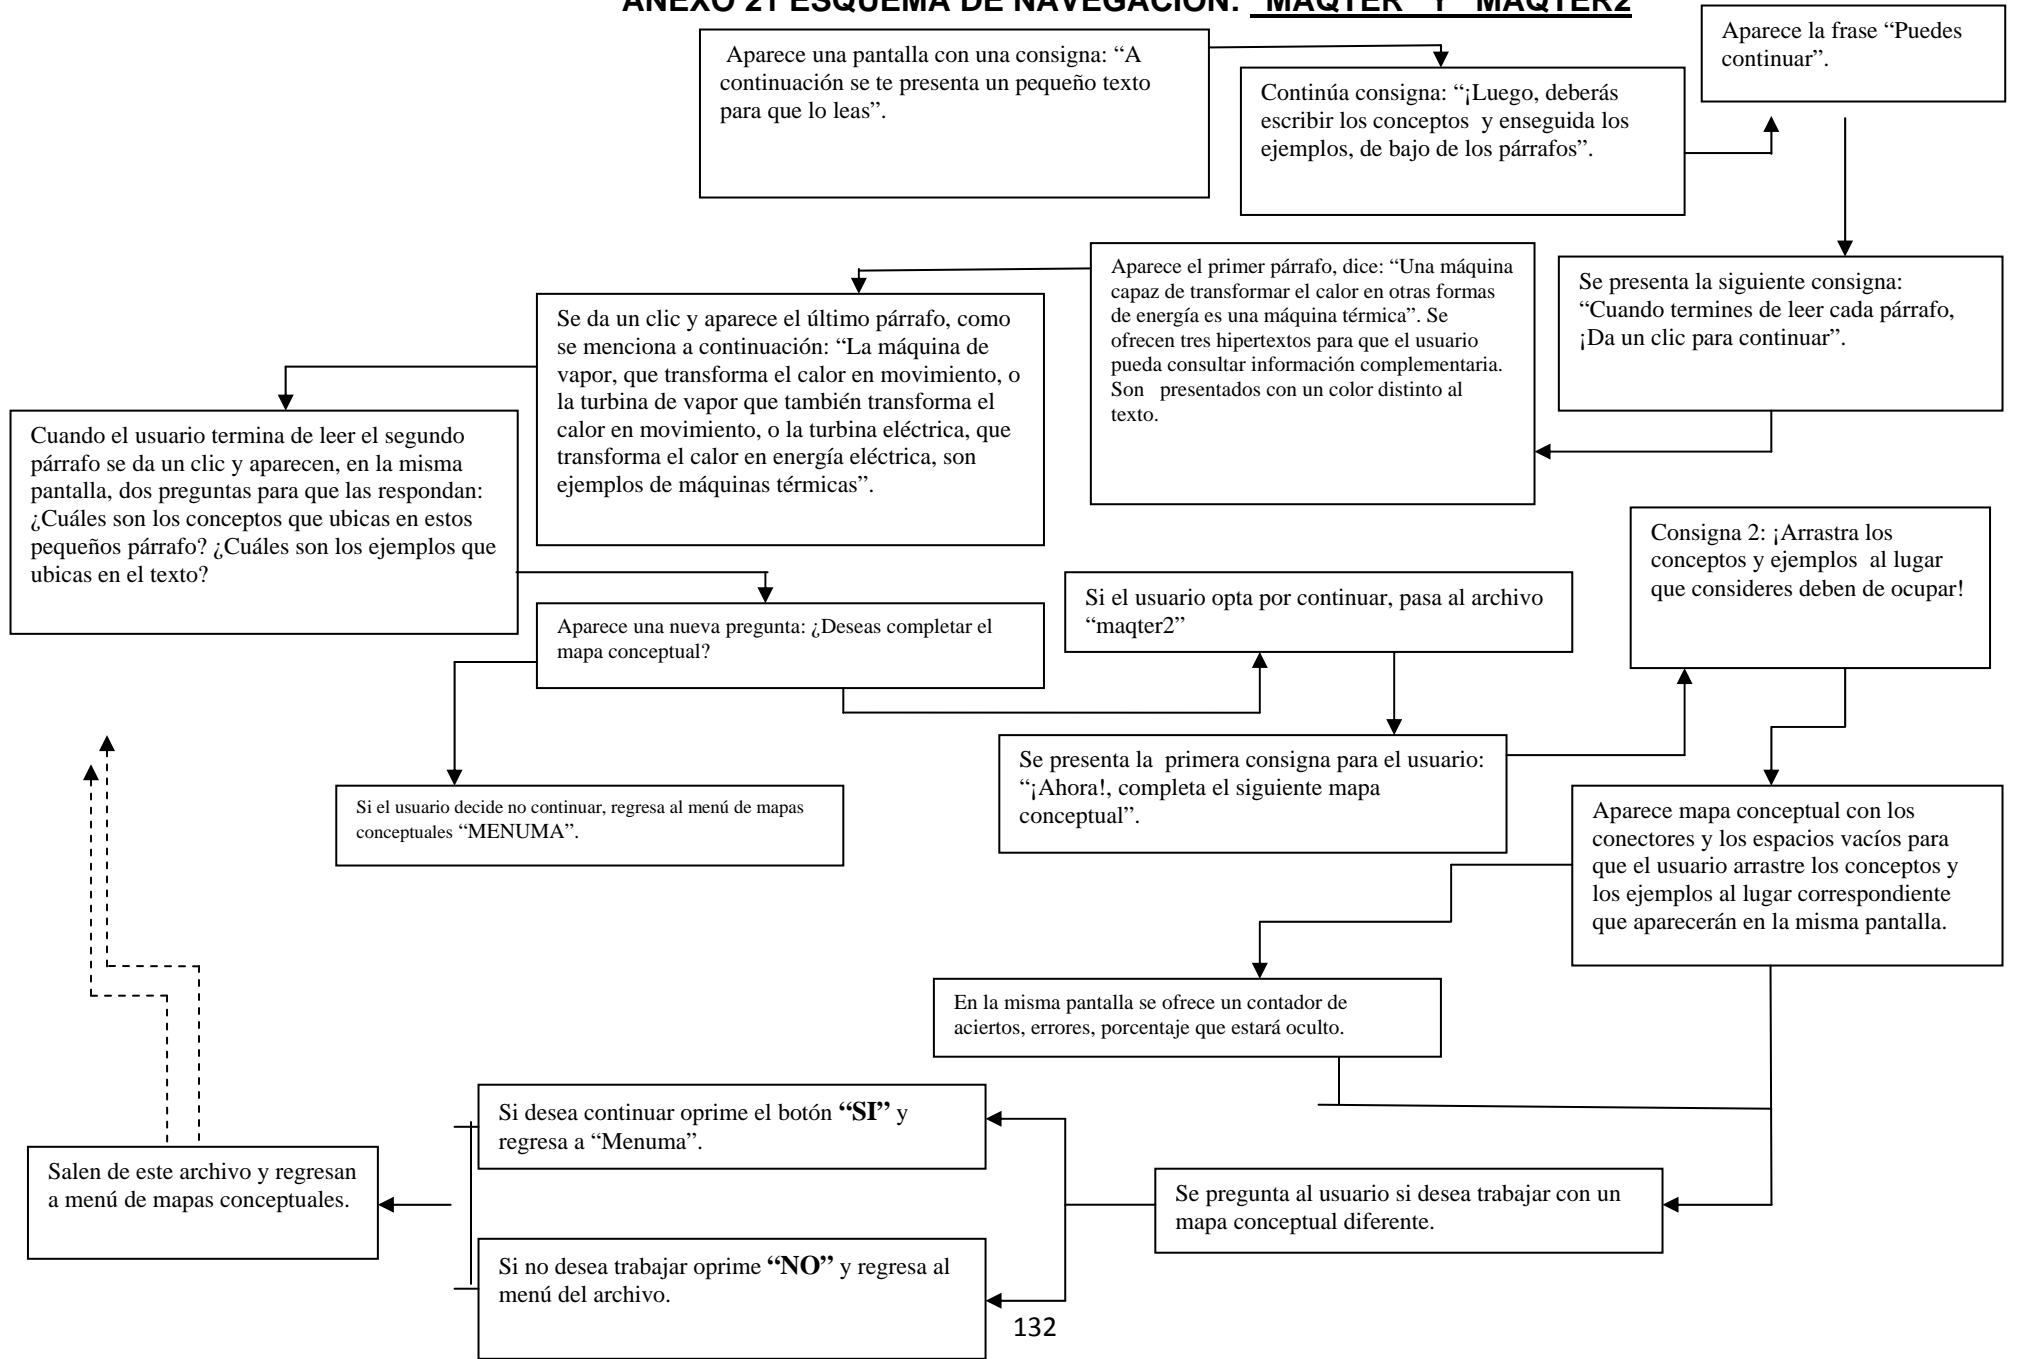 ANEXO 21 ESQUEMA DE NAVEGACIÓN: “MAQTER” Y “MAQTER2
Aparece una pantalla con una consigna: “A
continuación se te presenta un pequeño texto
para que lo leas”.
Continúa consigna: “¡Luego, deberás
escribir los conceptos y enseguida los
ejemplos, de bajo de los párrafos”.
Aparece la frase “Puedes
continuar”.
Se presenta la siguiente consigna:
“Cuando termines de leer cada párrafo,
¡Da un clic para continuar”.
Aparece el primer párrafo, dice: “Una máquina
capaz de transformar el calor en otras formas
de energía es una máquina térmica”. Se
ofrecen tres hipertextos para que el usuario
pueda consultar información complementaria.
Son presentados con un color distinto al
texto.
Se da un clic y aparece el último párrafo, como
se menciona a continuación: “La máquina de
vapor, que transforma el calor en movimiento, o
la turbina de vapor que también transforma el
calor en movimiento, o la turbina eléctrica, que
transforma el calor en energía eléctrica, son
ejemplos de máquinas térmicas”.
Cuando el usuario termina de leer el segundo
párrafo se da un clic y aparecen, en la misma
pantalla, dos preguntas para que las respondan:
¿Cuáles son los conceptos que ubicas en estos
pequeños párrafo? ¿Cuáles son los ejemplos que
ubicas en el texto?
Aparece una nueva pregunta: ¿Deseas completar el
mapa conceptual?
Si el usuario decide no continuar, regresa al menú de mapas
conceptuales “MENUMA”.
Si el usuario opta por continuar, pasa al archivo
“maqter2”
Se presenta la primera consigna para el usuario:
“¡Ahora!, completa el siguiente mapa
conceptual”.
Consigna 2: ¡Arrastra los
conceptos y ejemplos al lugar
que consideres deben de ocupar!
Aparece mapa conceptual con los
conectores y los espacios vacíos para
que el usuario arrastre los conceptos y
los ejemplos al lugar correspondiente
que aparecerán en la misma pantalla.
En la misma pantalla se ofrece un contador de
aciertos, errores, porcentaje que estará oculto.
Se pregunta al usuario si desea trabajar con un
mapa conceptual diferente.
Si desea continuar oprime el botón “SI” y
regresa a “Menuma”.
Si no desea trabajar oprime “NO” y regresa al
menú del archivo.
Salen de este archivo y regresan
a menú de mapas conceptuales.
132